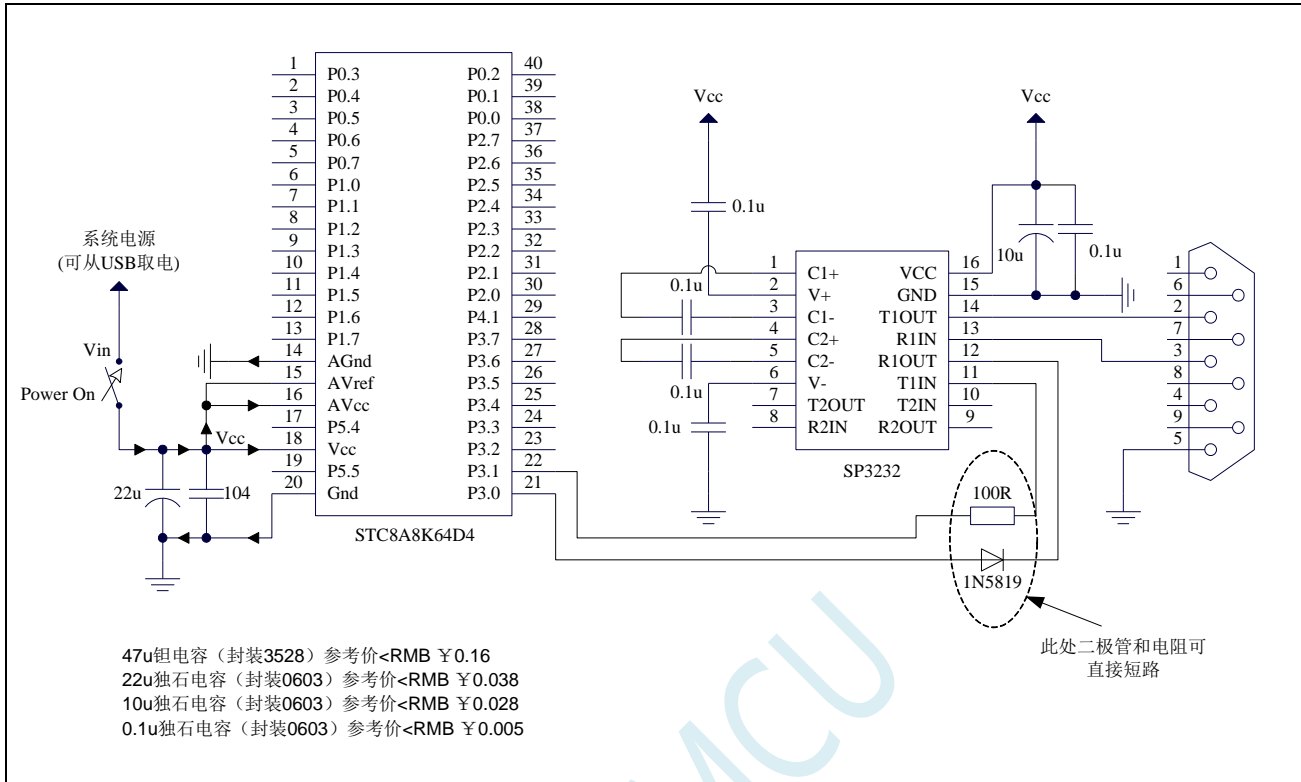 1 P0.3 P0.2 40
2 P0.4 P0.1 39
3 P0.5 P0.0 38
4 P0.6 P2.7 37
5 P0.7 P2.6 36
6 P1.0 P2.5 35
7 P1.1 P2.4 34
8 P1.2 P2.3 33
9 P1.3 P2.2 32
10 P1.4 P2.1 31
11 P1.5 P2.0 30
12 P1.6 P4.1 29
13 P1.7 P3.7 28
14 AGnd P3.6 27
15 AVref P3.5 26
16 AVcc P3.4 25
17 P5.4 P3.3 24
18 Vcc P3.2 23
19 P5.5 P3.1 22
20 Gnd P3.0 21
STC8A8K64D4
系统电源
(可从USB取电)
Vin
Power On
Vcc
22u
104
Vcc
0.1u
0.1u
0.1u
0.1u
Vcc
10u
0.1u
1 C1+ VCC 16
2 V+ GND 15
3 C1- T1OUT 14
4 C2+ R1IN 13
5 C2- R1OUT 12
6 V- T1IN 11
7 T2OUT T2IN 10
8 R2IN R2OUT 9
SP3232
1
6
2
7
3
8
4
9
5
100R
1N5819
此处二极管和电阻可
直接短路
47u钽电容（封装3528）参考价<RMB ￥0.16
22u独石电容（封装0603）参考价<RMB ￥0.038
10u独石电容（封装0603）参考价<RMB ￥0.028
0.1u独石电容（封装0603）参考价<RMB ￥0.005
MCU